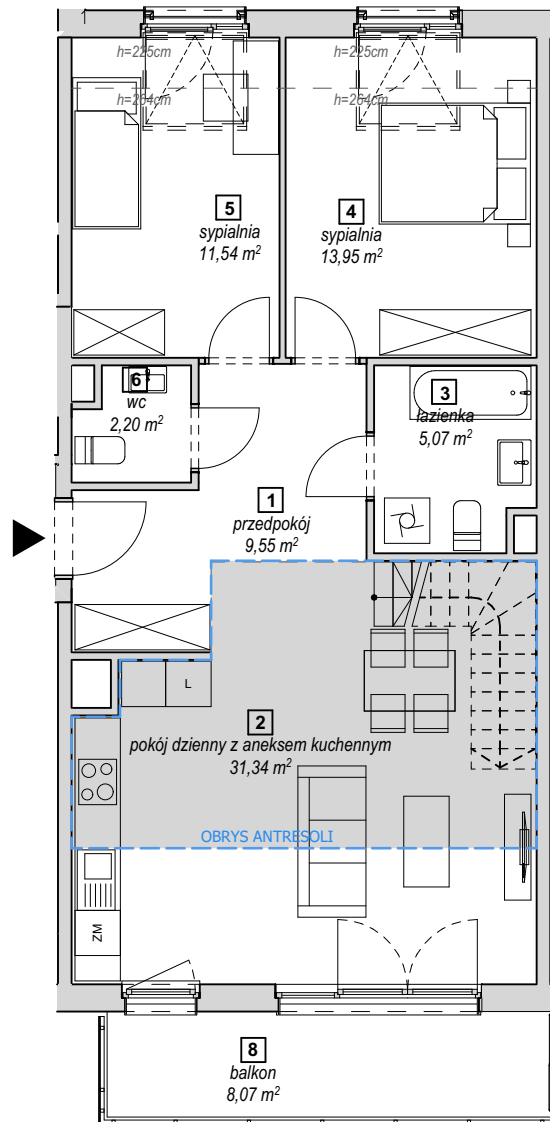 h=225cm
h=225cm
h=264cm
h=264cm
5
sypialnia
11,54 m²
4
sypialnia
13,95 m²
6
wc
2,20 m²
3
łazienka
5,07 m²
1
przedpokój
9,55 m²
L
2
pokój dzienny z aneksem kuchennym
31,34 m²
OBRYS ANTRESOLI
ZM
8
balkon
8,07 m²